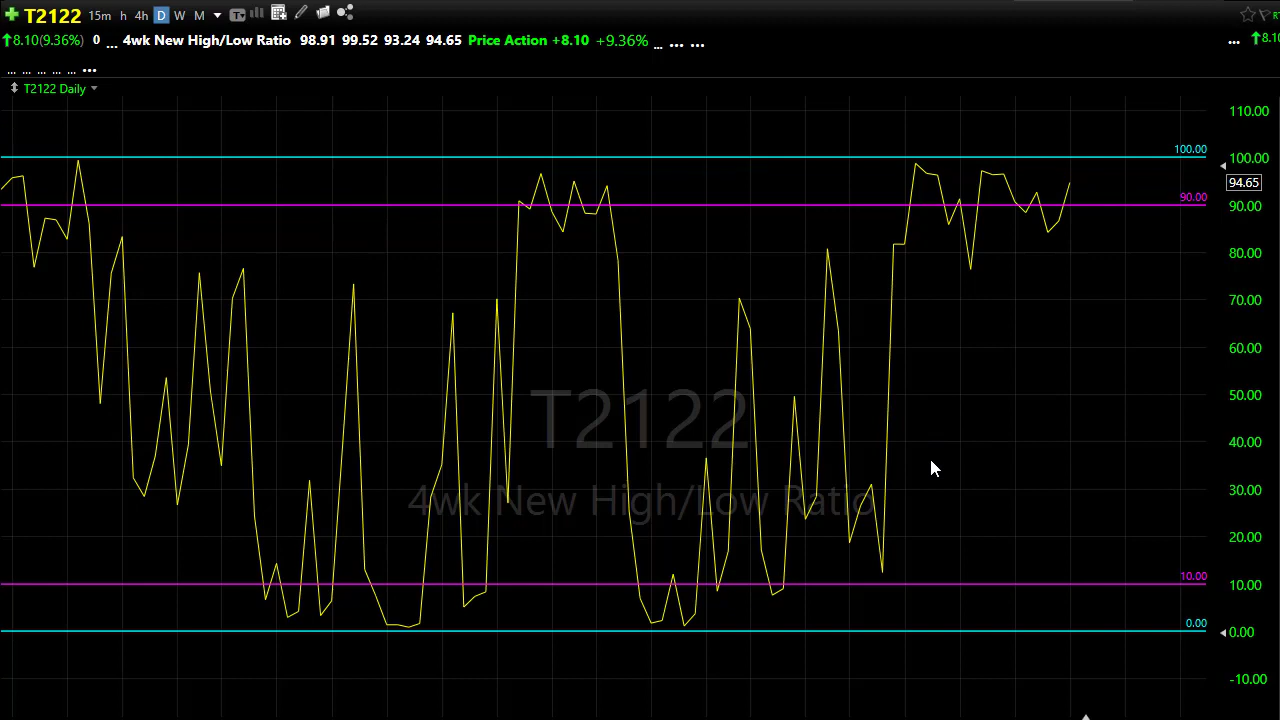 T2122 15m h 4h D W M
8.10(9.36%) 0 ... 4wk New High/Low Ratio 98.91 99.52 93.24 94.65 Price Action +8.10 +9.36% ... ... ... ... 8.10
... ... ... ... ... ...
T2122 Daily
110.00
100.00 100.00
94.65
90.00 90.00
80.00
70.00
60.00
50.00
T2122
40.00
4wk New High/Low Ratio
30.00
20.00
10.00 10.00
0.00 0.00
-10.00